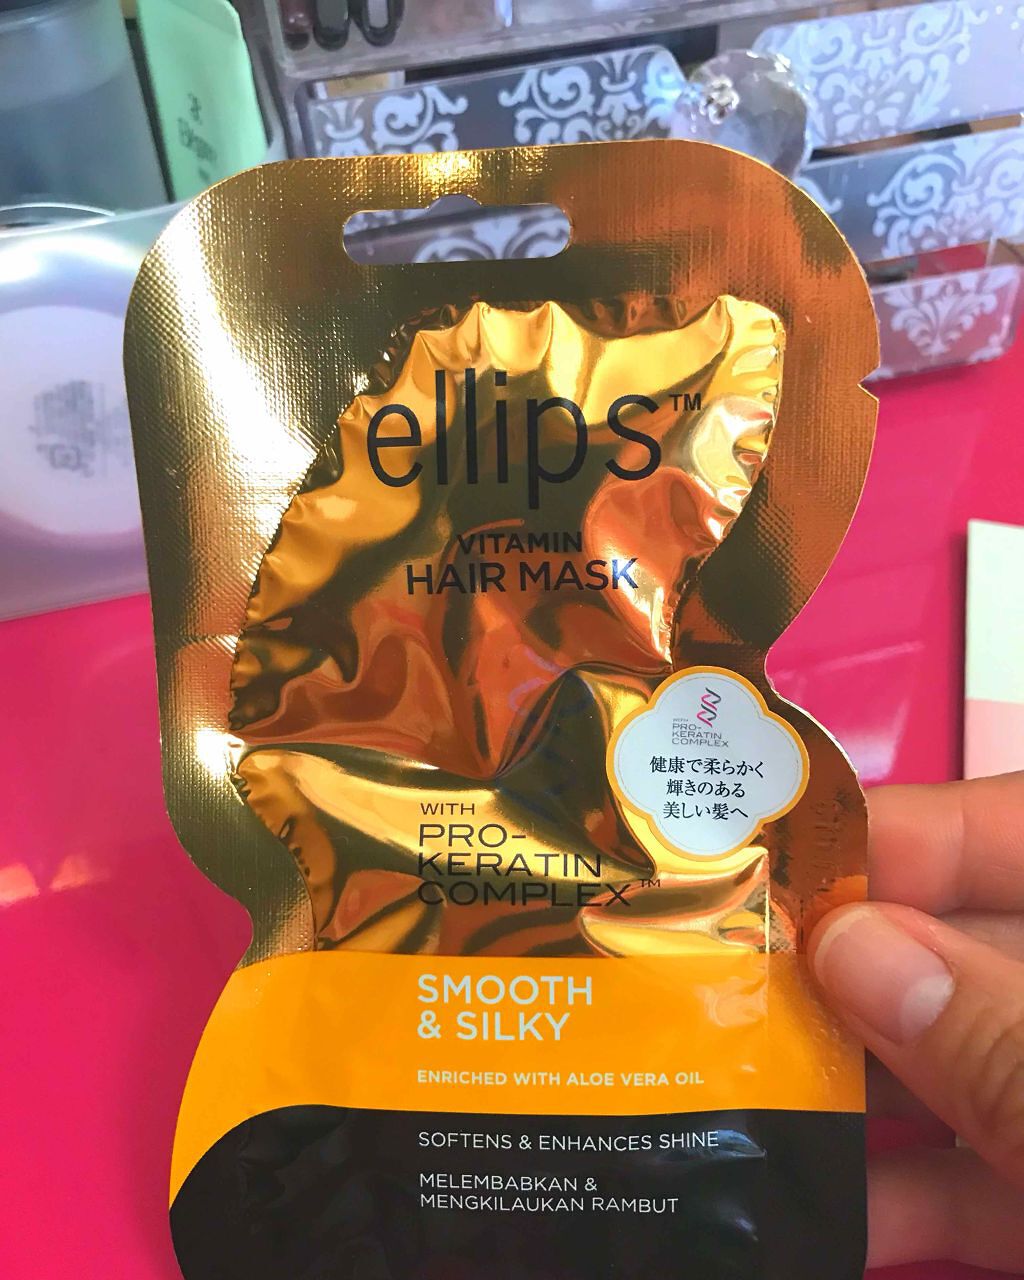 ellips™
VITAMIN
HAIR MASK
WITH
PRO-
KERATIN
COMPLEX
健康で柔らかく
輝きのある
美しい髪へ
WITH
PRO-
KERATIN
COMPLEX™
SMOOTH
& SILKY
ENRICHED WITH ALOE VERA OIL
SOFTENS & ENHANCES SHINE
MELEMBABKAN &
MENGKILAUKAN RAMBUT